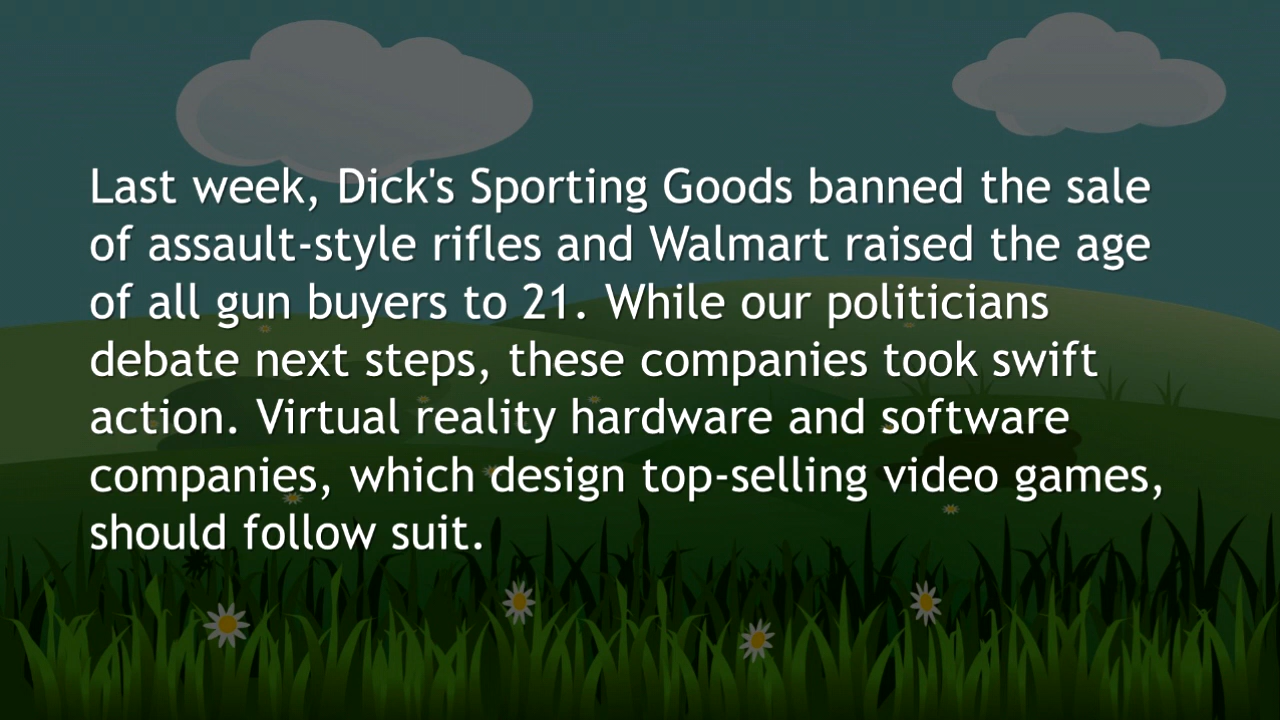 Last week, Dick's Sporting Goods banned the sale
of assault-style rifles and Walmart raised the age
of all gun buyers to 21. While our politicians
debate next steps, these companies took swift
action. Virtual reality hardware and software
companies, which design top-selling video games,
should follow suit.